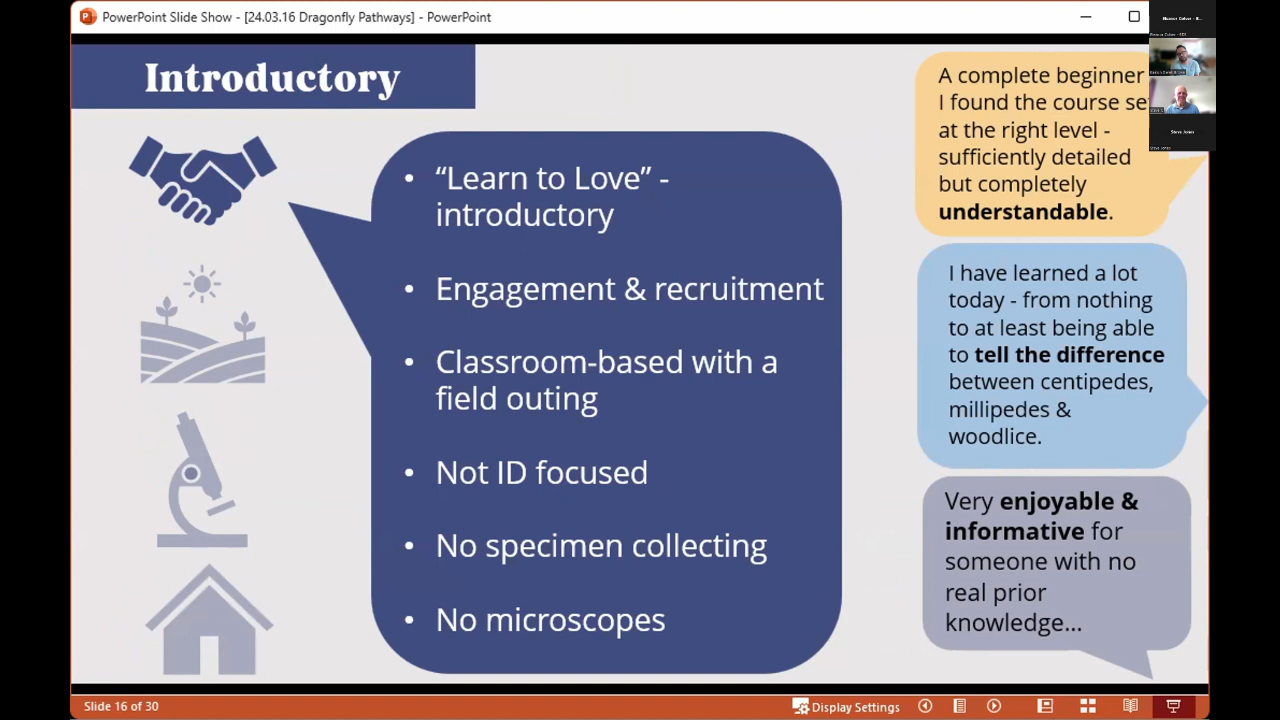 PowerPoint Slide Show - [24.03.16 Dragonfly Pathways] - PowerPoint
Introductory
• “Learn to Love” -
introductory
• Engagement & recruitment
• Classroom-based with a
field outing
• Not ID focused
• No specimen collecting
• No microscopes
A complete beginner
I found the course se
at the right level -
sufficiently detailed
but completely
understandable.
I have learned a lot
today - from nothing
to at least being able
to tell the difference
between centipedes,
millipedes &
woodlice.
Very enjoyable &
informative for
someone with no
real prior
knowledge...
Steve Jones
Steve Jones
Slide 16 of 30
Display Settings